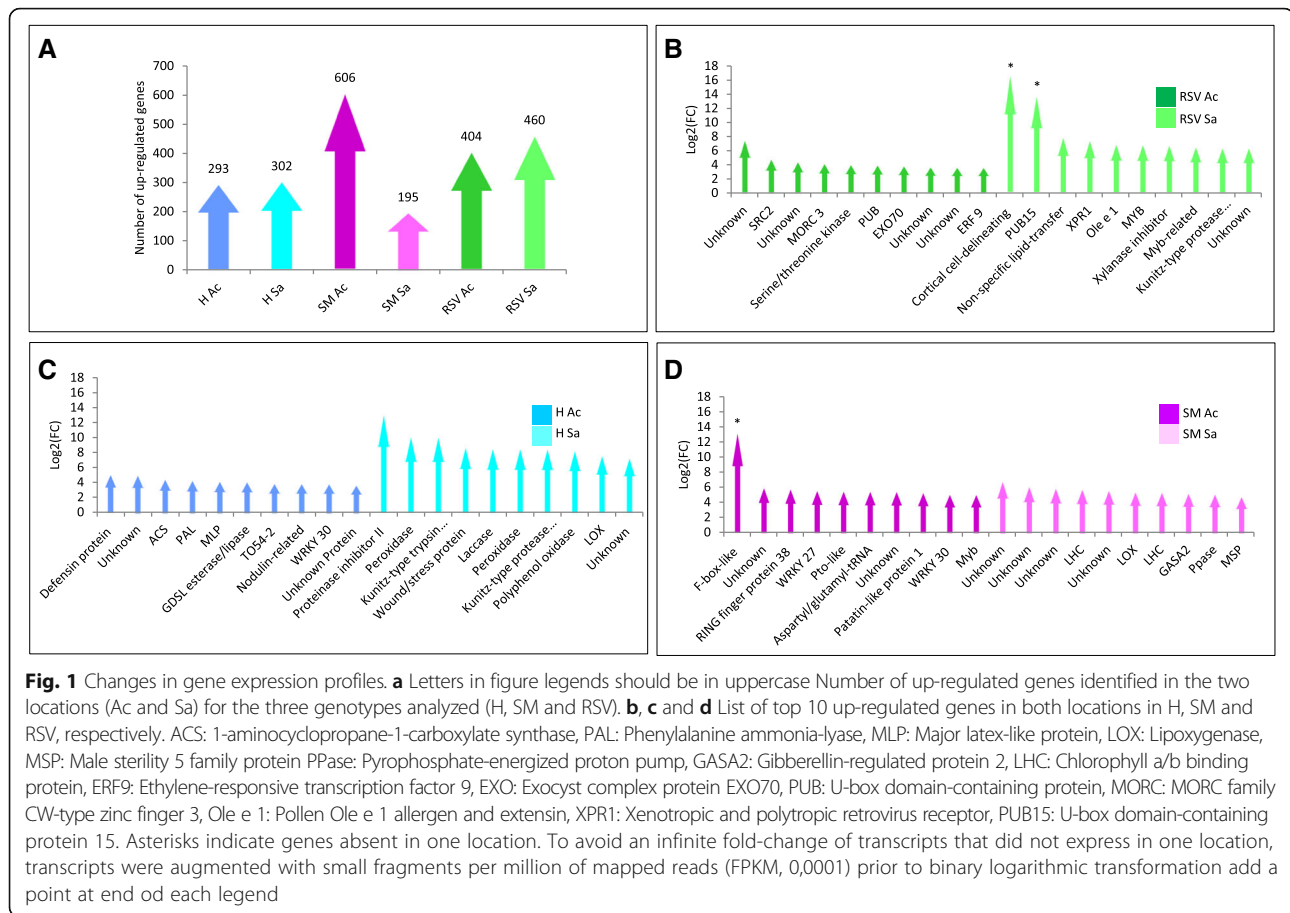 A
Number of up-regulated genes
700
600
500
400
300
200
100
0
293
302
606
195
404
460
H Ac
H Sa
SM Ac
SM Sa
RSV Ac
RSV Sa
B
Log2(FC)
18
16
14
12
10
8
6
4
2
0
*
*
RSV Ac
RSV Sa
Unknown
SRC2
Unknown
MORC 3
Serine/threonine kinase
PUB
EXO70
Unknown
Unknown
ERF 9
Cortical cell-delineating
PUB15
Non-specific lipid-transfer
XPR1
Ole e 1
MYB
Xylanase inhibitor
Myb-related
Kunitz-type protease...
Unknown
C
Log2(FC)
18
16
14
12
10
8
6
4
2
0
H Ac
H Sa
Defensin protein
Unknown
ACS
PAL
MLP
GDSL esterase/lipase
TO54-2
Nodulin-related
WRKY 30
Unknown Protein
Proteinase inhibitor II
Peroxidase
Kunitz-type trypsin...
Wound/stress protein
Laccase
Peroxidase
Kunitz-type protease...
Polyphenol oxidase
LOX
Unknown
D
Log2(FC)
18
16
14
12
10
8
6
4
2
0
*
SM Ac
SM Sa
F-box-like
Unknown
RING finger protein 38
WRKY 27
Pto-like
Aspartyl/glutamyl-tRNA
Unknown
Patatin-like protein 1
WRKY 30
Myb
Unknown
Unknown
Unknown
LHC
Unknown
LOX
LHC
GASA2
Ppase
MSP
Fig. 1 Changes in gene expression profiles. a Letters in figure legends should be in uppercase Number of up-regulated genes identified in the two
locations (Ac and Sa) for the three genotypes analyzed (H, SM and RSV). b, c and d List of top 10 up-regulated genes in both locations in H, SM and
RSV, respectively. ACS: 1-aminocyclopropane-1-carboxylate synthase, PAL: Phenylalanine ammonia-lyase, MLP: Major latex-like protein, LOX: Lipoxygenase,
MSP: Male sterility 5 family protein PPase: Pyrophosphate-energized proton pump, GASA2: Gibberellin-regulated protein 2, LHC: Chlorophyll a/b binding
protein, ERF9: Ethylene-responsive transcription factor 9, EXO: Exocyst complex protein EXO70, PUB: U-box domain-containing protein, MORC: MORC family
CW-type zinc finger 3, Ole e 1: Pollen Ole e 1 allergen and extensin, XPR1: Xenotropic and polytropic retrovirus receptor, PUB15: U-box domain-containing
protein 15. Asterisks indicate genes absent in one location. To avoid an infinite fold-change of transcripts that did not express in one location,
transcripts were augmented with small fragments per million of mapped reads (FPKM, 0,0001) prior to binary logarithmic transformation add a
point at end od each legend